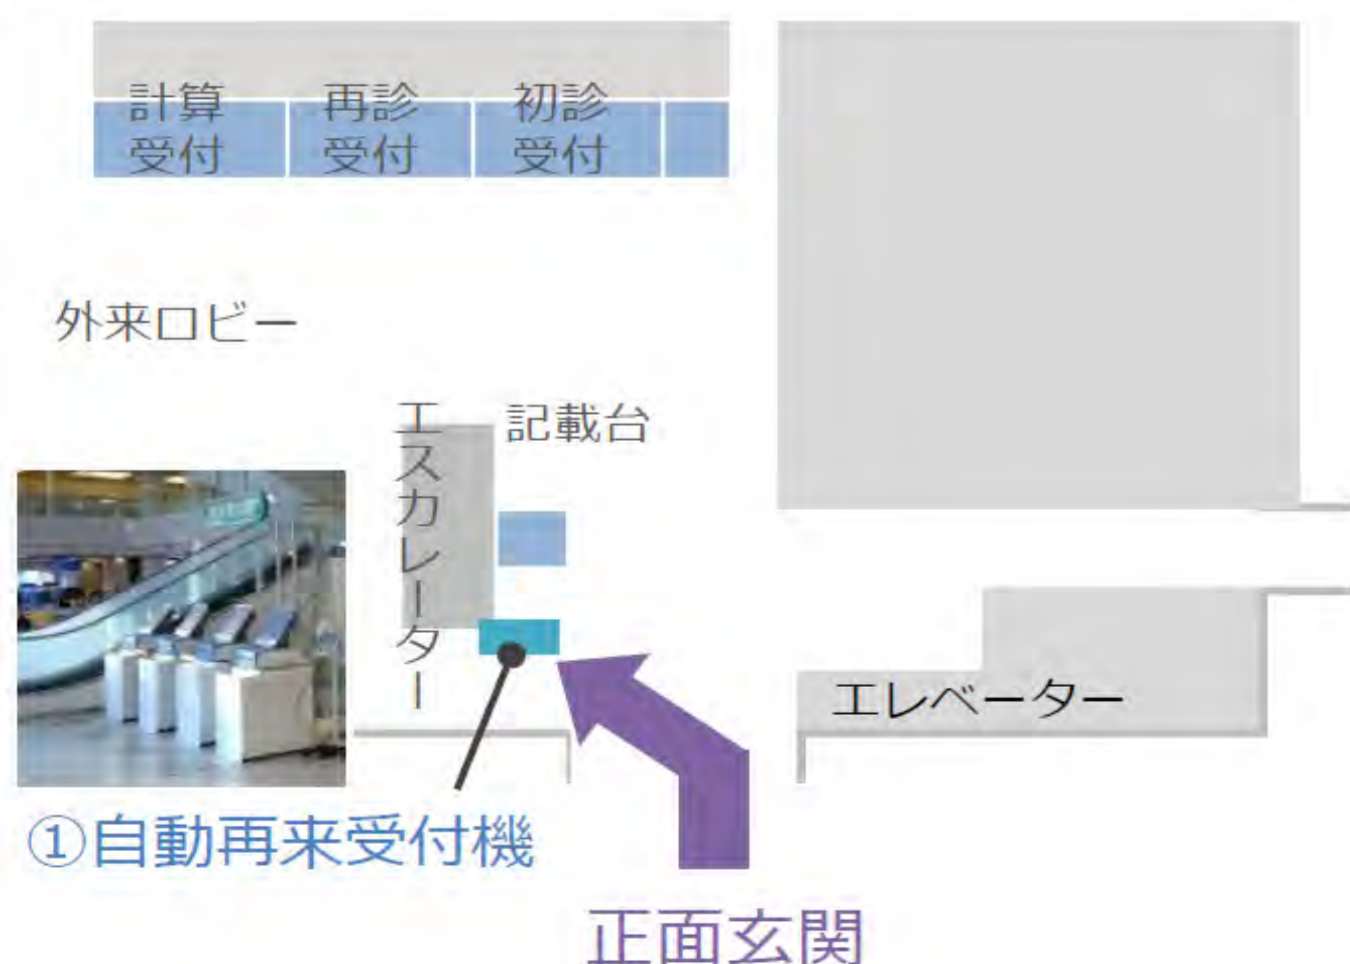 計算
受付
再診
受付
初診
受付
外来ロビー
エスカレーター
記載台
エレベーター
①自動再来受付機
正面玄関